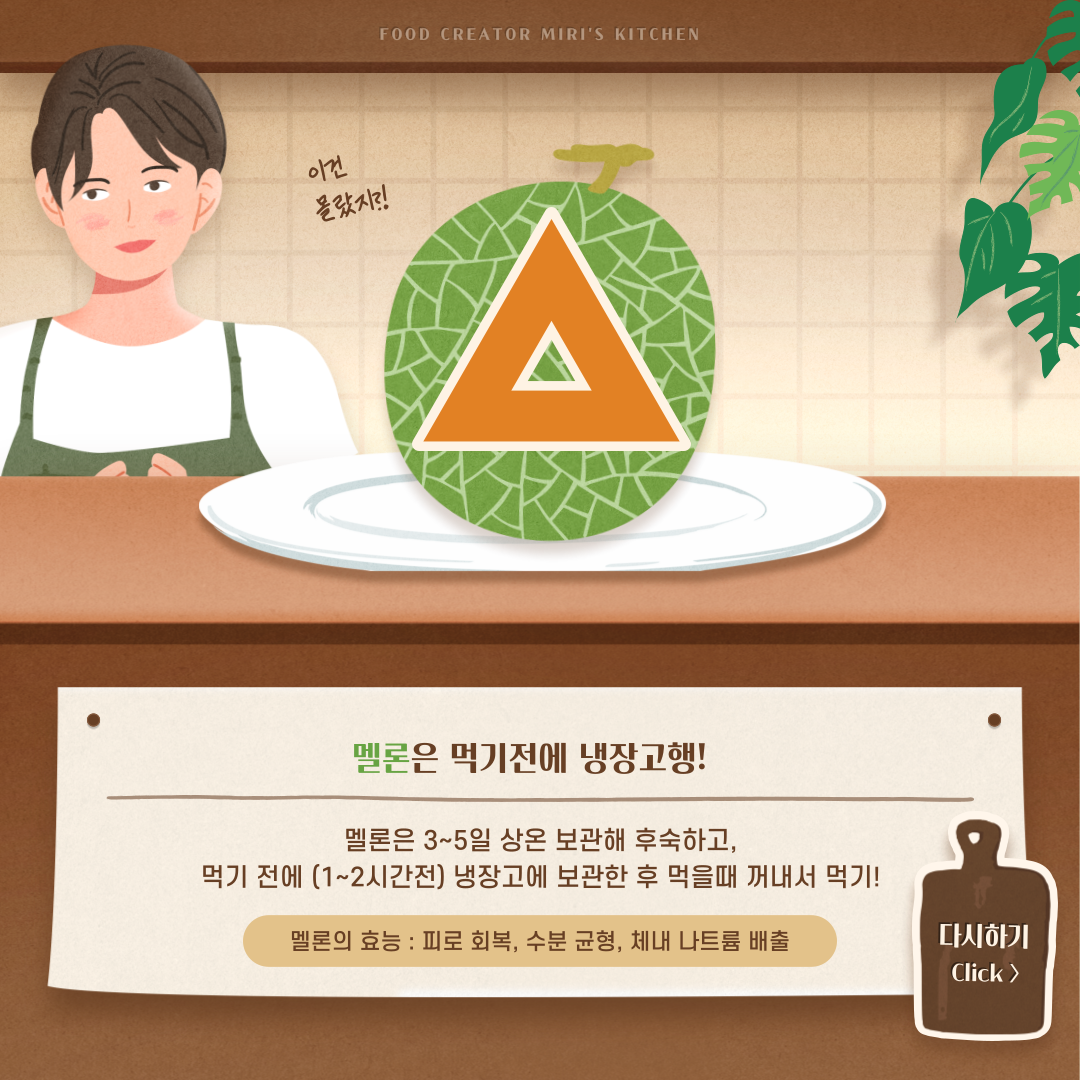 FOOD CREATOR MIRI'S KITCHEN
이건
몰랐지?!
멜론은 먹기전에 냉장고행!
멜론은 3~5일 상온 보관해 후숙하고,
먹기 전에 (1~2시간전) 냉장고에 보관한 후 먹을때 꺼내서 먹기!
멜론의 효능 : 피로 회복, 수분 균형, 체내 나트륨 배출
다시하기
Click >